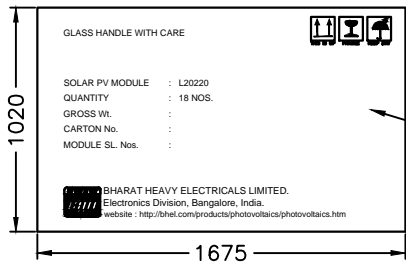 GLASS HANDLE WITH CARE
SOLAR PV MODULE : L20220
QUANTITY : 18 NOS.
GROSS Wt. :
CARTON No. :
MODULE SL. Nos. :
BHARAT HEAVY ELECTRICALS LIMITED.
Electronics Division, Bangalore, India.
website : http://bhel.com/products/photovoltaics/photovoltaics.htm
1020
1675